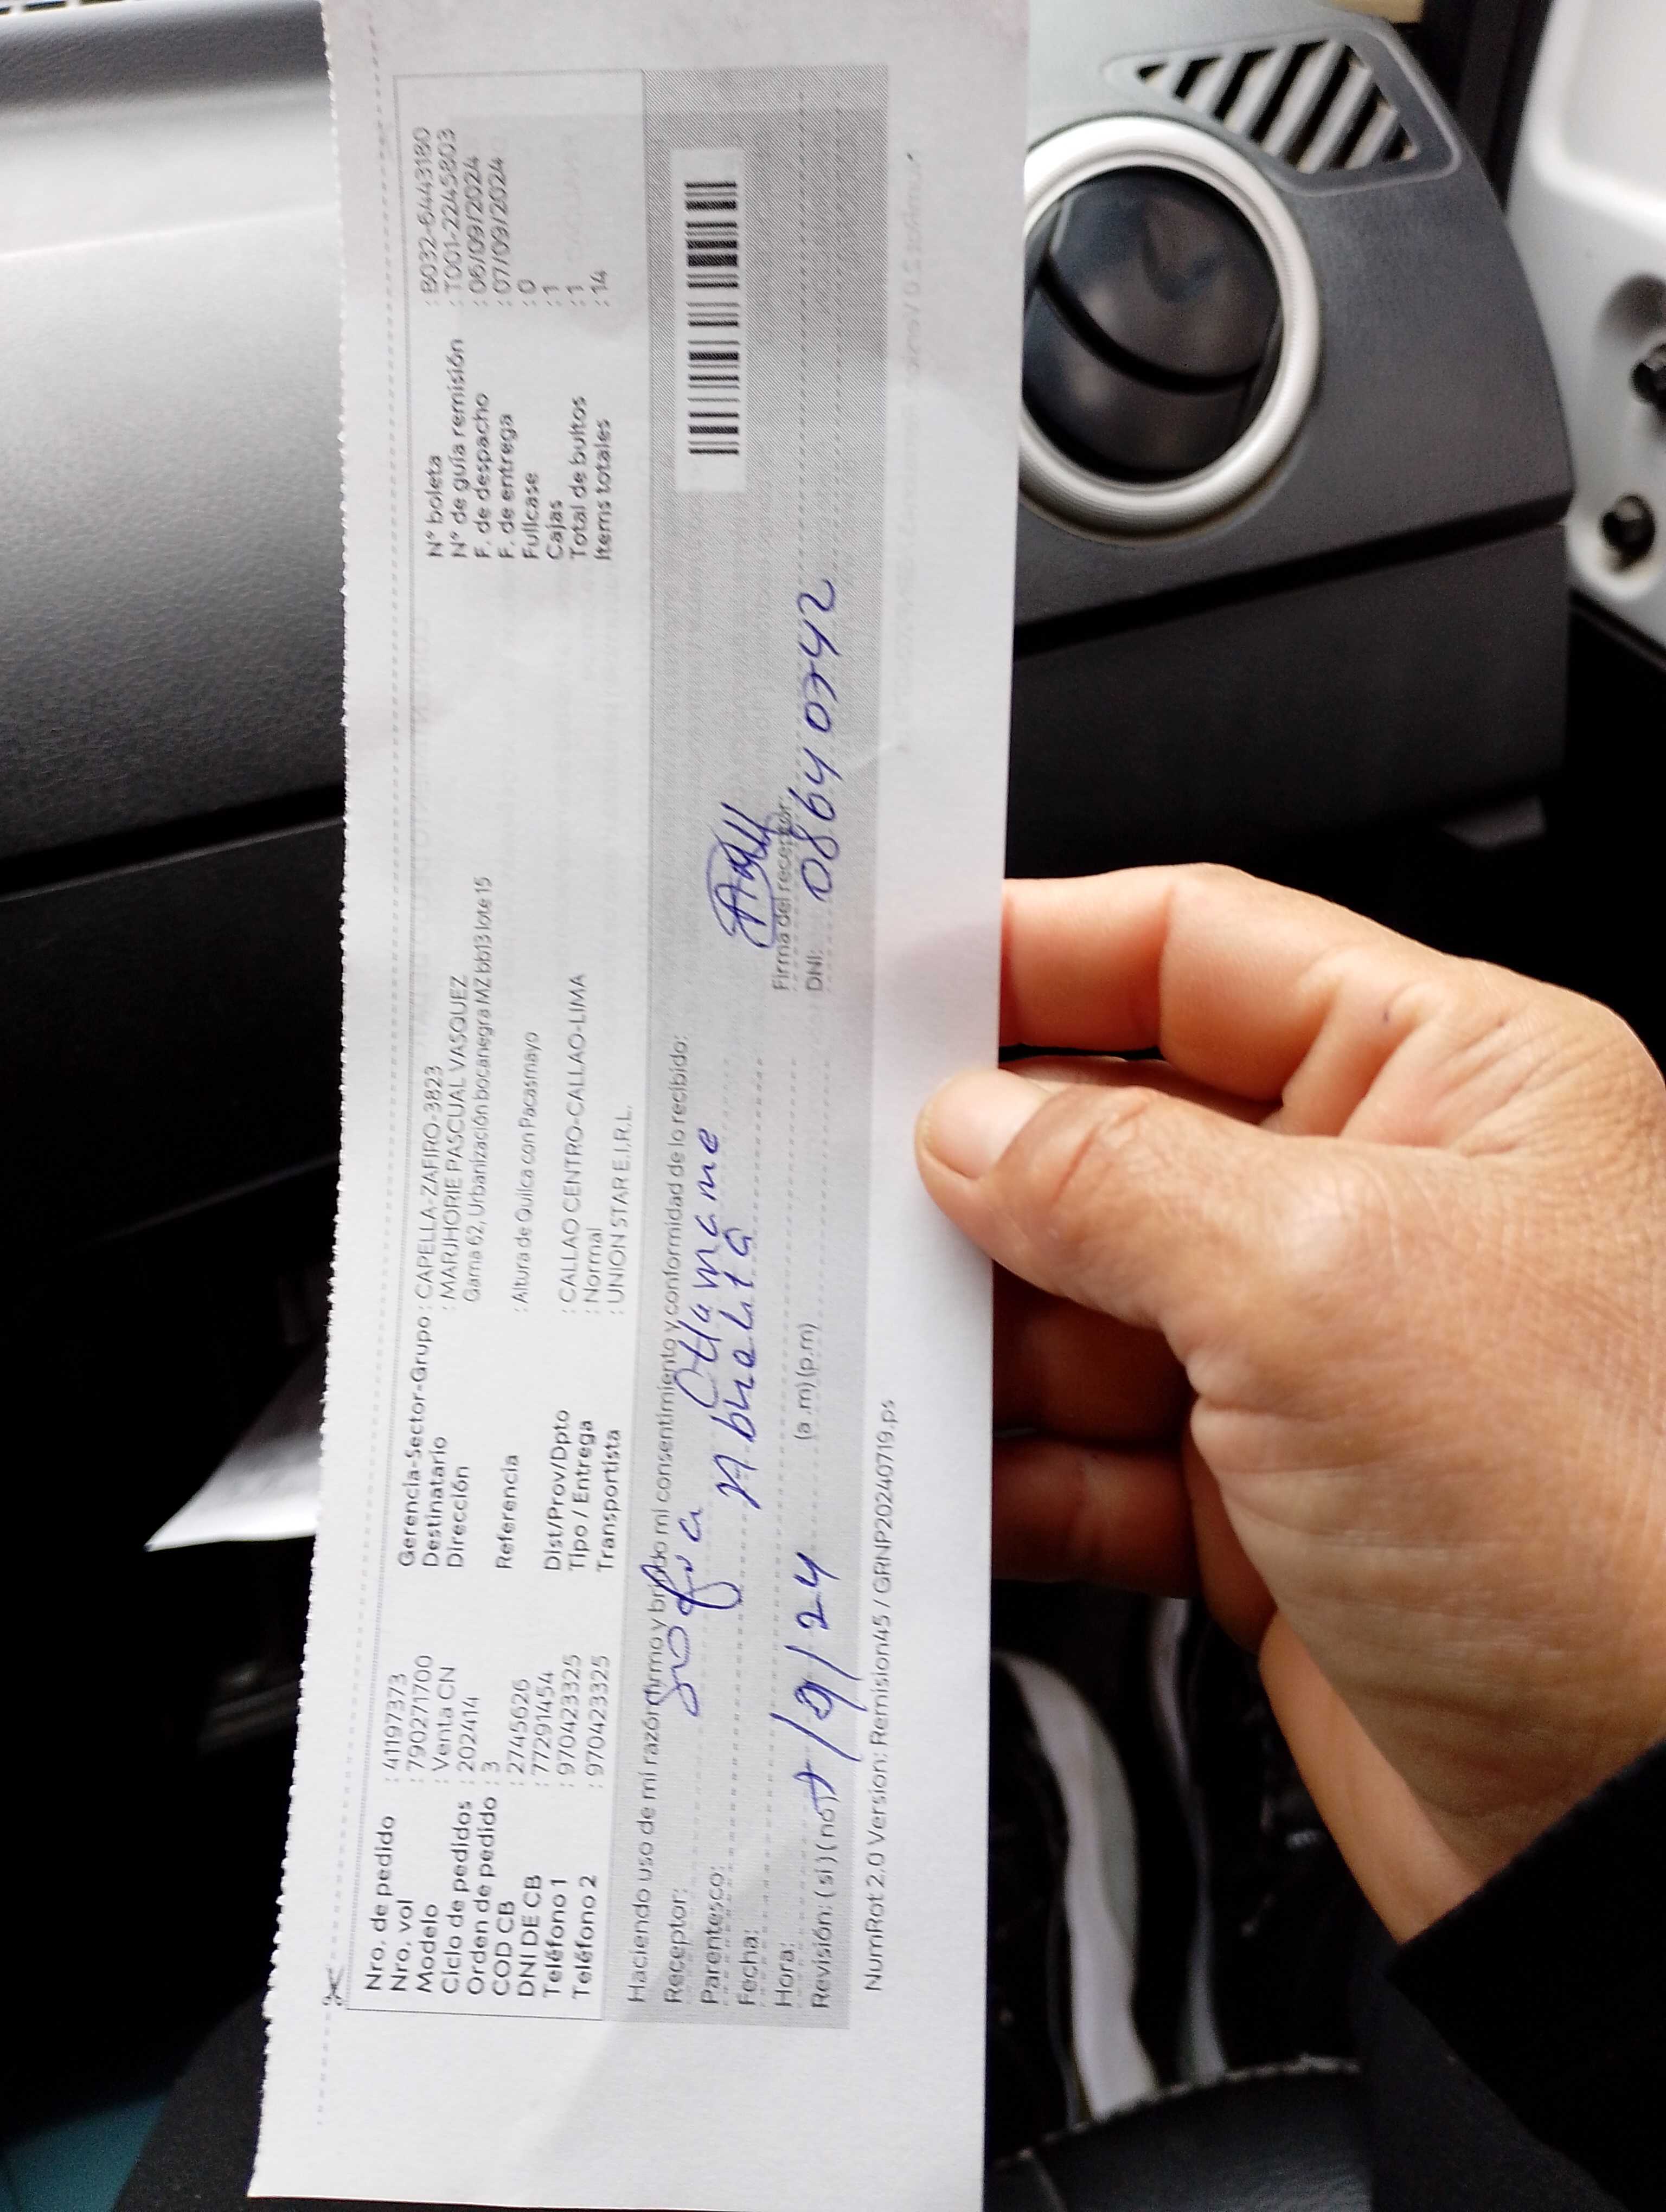 Nro. de pedido : 41197373
Nro. vol : 790271700
Modelo : Venta CN
Ciclo de pedidos : 202414
Orden de pedido : 3
COD CB : 2745626
DNI DE CB : 77291454
Teléfono 1 : 970423325
Teléfono 2 : 970423325
Gerencia-Sector-Grupo : CAPELLA-ZAFIRO-3823
Destinatario : MARJHORIE PASCUAL VASQUEZ
Dirección Gama 62, Urbanización bocanegra MZ bb13 lote 15
Referencia : Altura de Quilca con Pacasmayo
Dist/Prov/Dpto : CALLAO CENTRO-CALLAO-LIMA
Tipo / Entrega : Normal
Transportista : UNION STAR E.I.R.L.
N° boleta : B032-6443180
N° de guía remisión : T001-2245803
F. de despacho : 06/09/2024
F. de entrega : 07/09/2024
Fullcase : 0
Cajas : 1
Total de bultos : 1
Items totales : 14
Haciendo uso de mi razón firmo y brindo mi consentimiento y conformidad de lo recibido:
Receptor: Sofia
Parentesco:
Fecha: 7/9/24
Hora: (a.m) (p.m)
Revisión: (si) (no)
Firma del receptor:
DNI: 08640742
NumRot 2.0 Version: Remision45 / GRNP20240719.ps